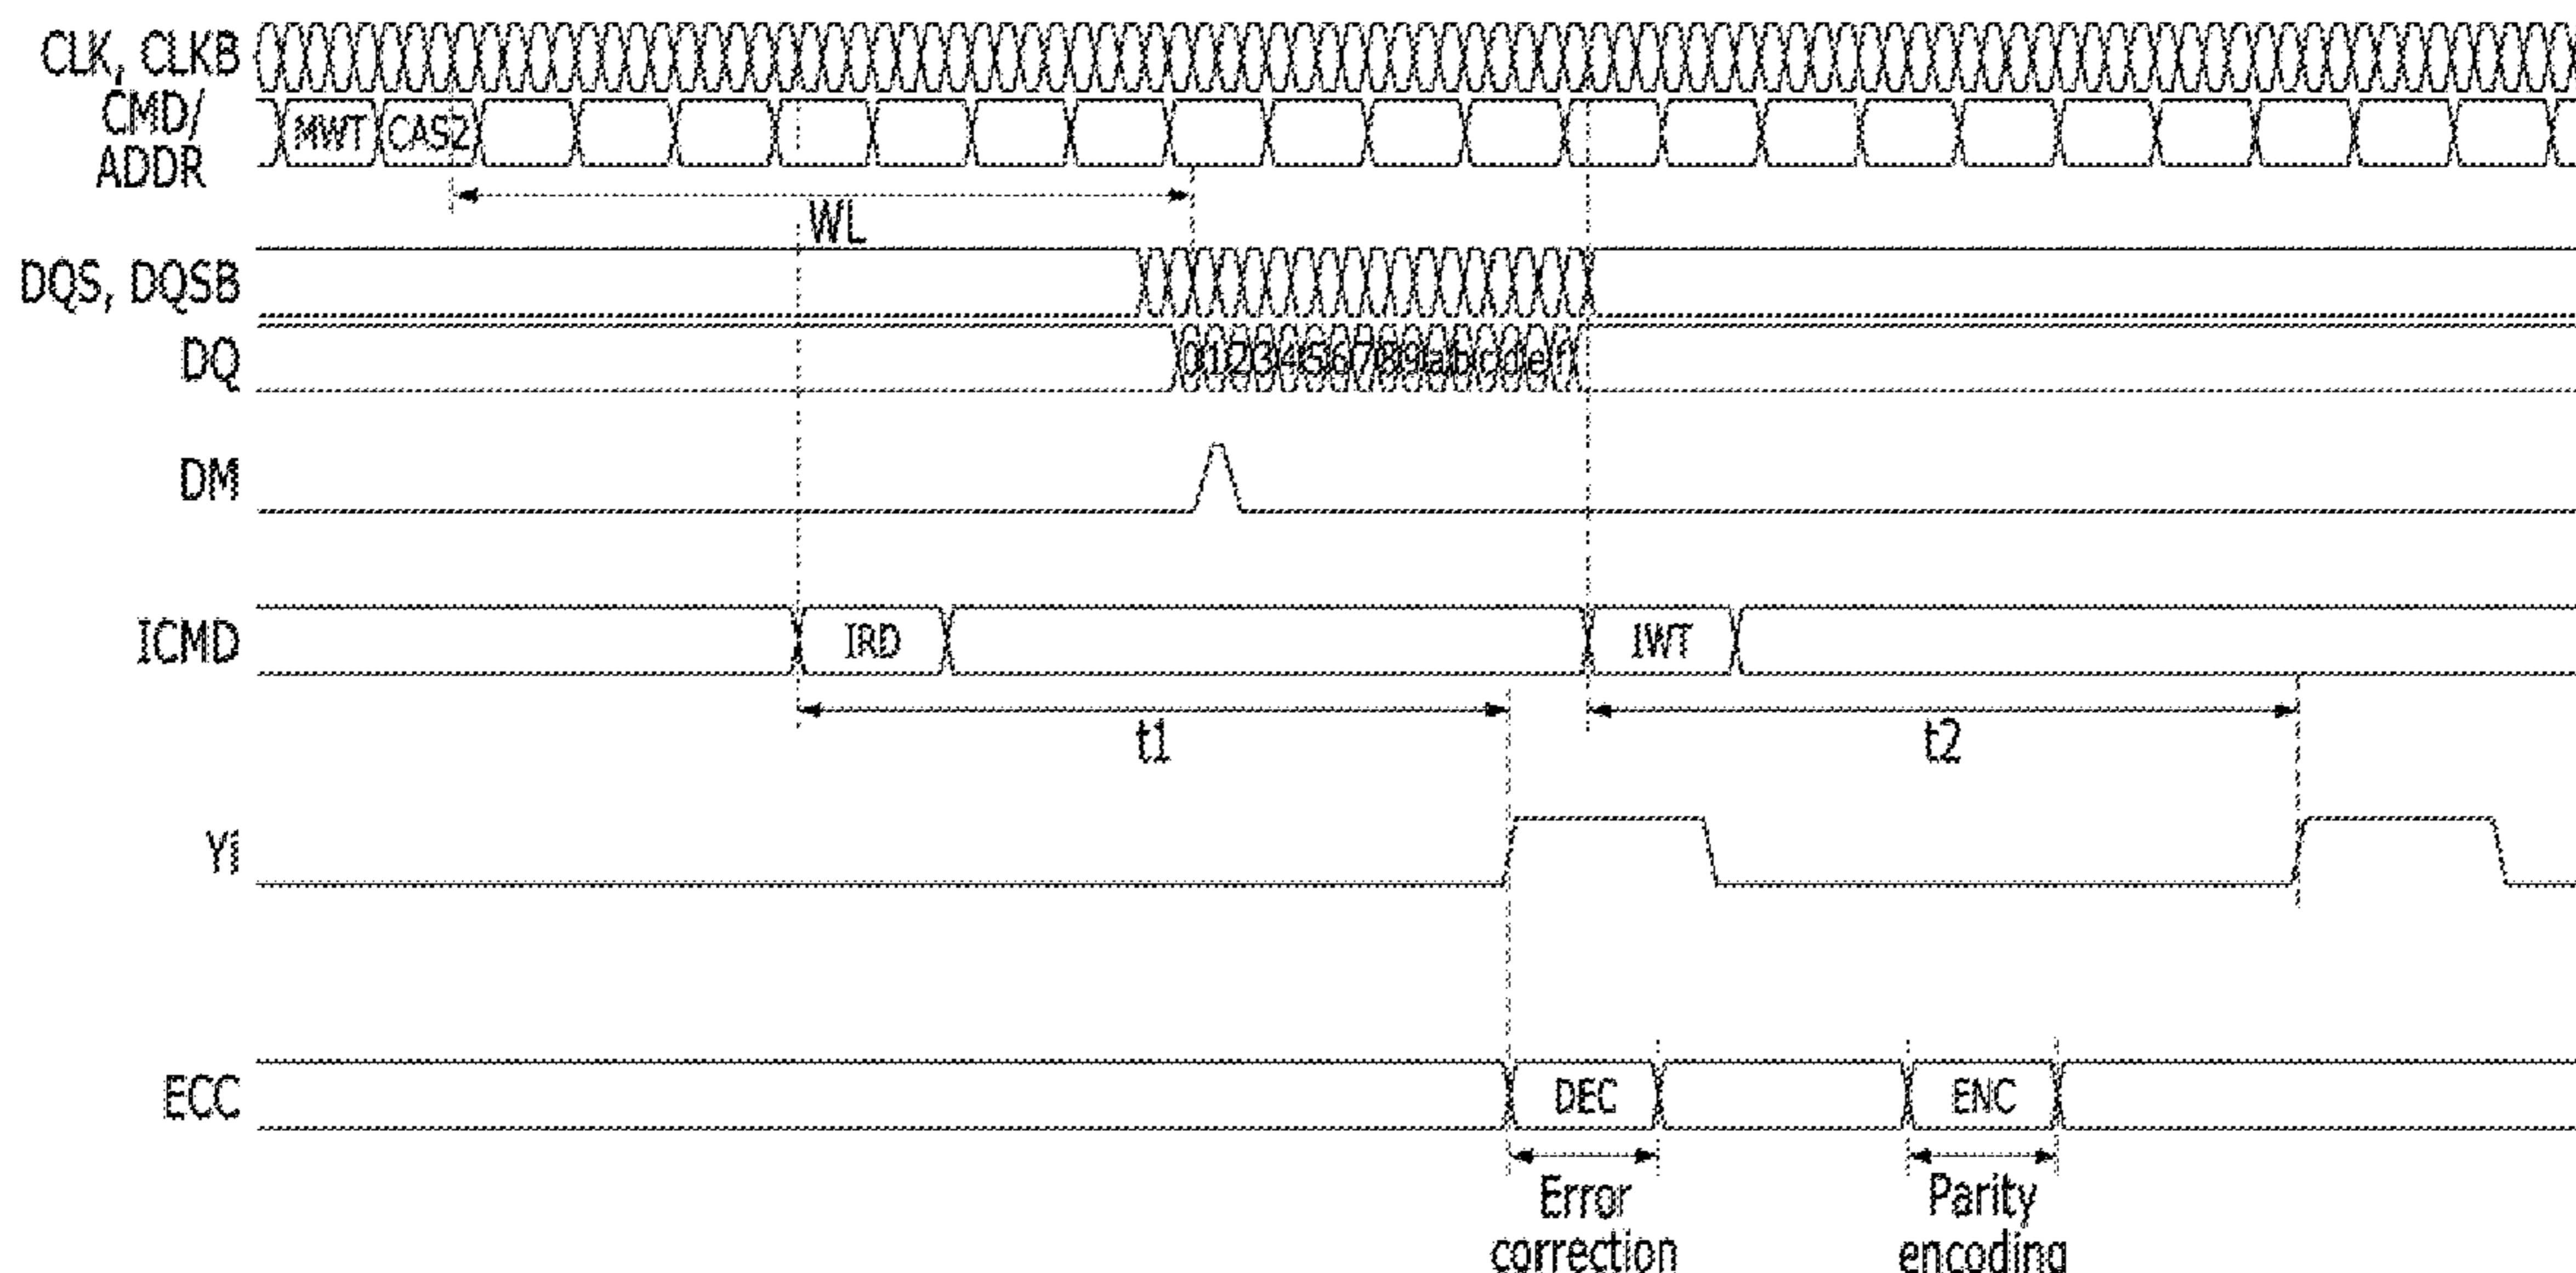 CLK, CLKB
CMD/
ADDR
MWT CAS2
WL
DQS, DQSB
DQ
0123456789abcdef
DM
ICMD
IRD IWT
t1 t2
Yi
ECC
DEC ENC
Error
correction
Parity
encoding